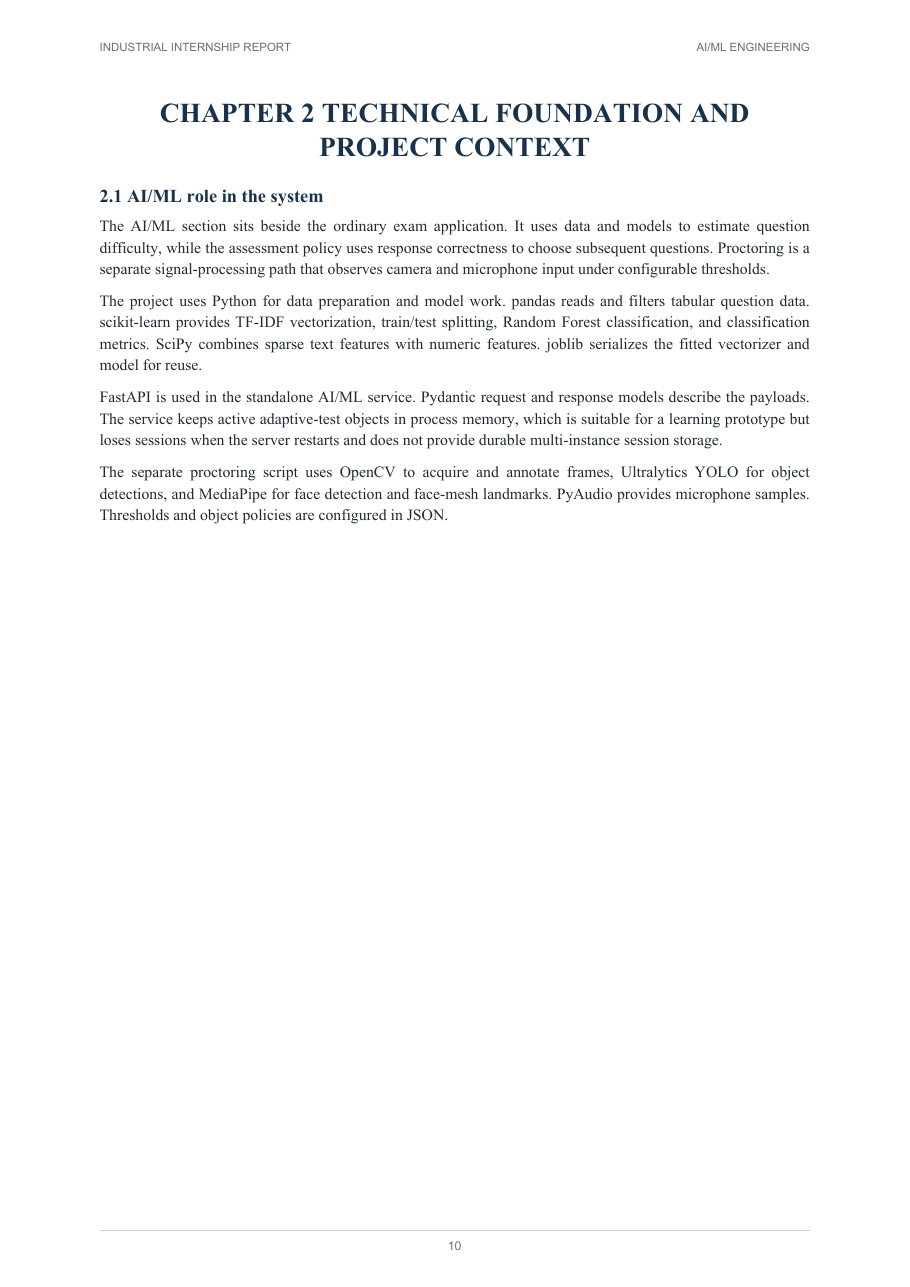 INDUSTRIAL INTERNSHIP REPORT
AI/ML ENGINEERING
CHAPTER 2 TECHNICAL FOUNDATION AND
PROJECT CONTEXT
2.1 AI/ML role in the system
The AI/ML section sits beside the ordinary exam application. It uses data and models to estimate question
difficulty, while the assessment policy uses response correctness to choose subsequent questions. Proctoring is a
separate signal-processing path that observes camera and microphone input under configurable thresholds.
The project uses Python for data preparation and model work. pandas reads and filters tabular question data.
scikit-learn provides TF-IDF vectorization, train/test splitting, Random Forest classification, and classification
metrics. SciPy combines sparse text features with numeric features. joblib serializes the fitted vectorizer and
model for reuse.
FastAPI is used in the standalone AI/ML service. Pydantic request and response models describe the payloads.
The service keeps active adaptive-test objects in process memory, which is suitable for a learning prototype but
loses sessions when the server restarts and does not provide durable multi-instance session storage.
The separate proctoring script uses OpenCV to acquire and annotate frames, Ultralytics YOLO for object
detections, and MediaPipe for face detection and face-mesh landmarks. PyAudio provides microphone samples.
Thresholds and object policies are configured in JSON.
10